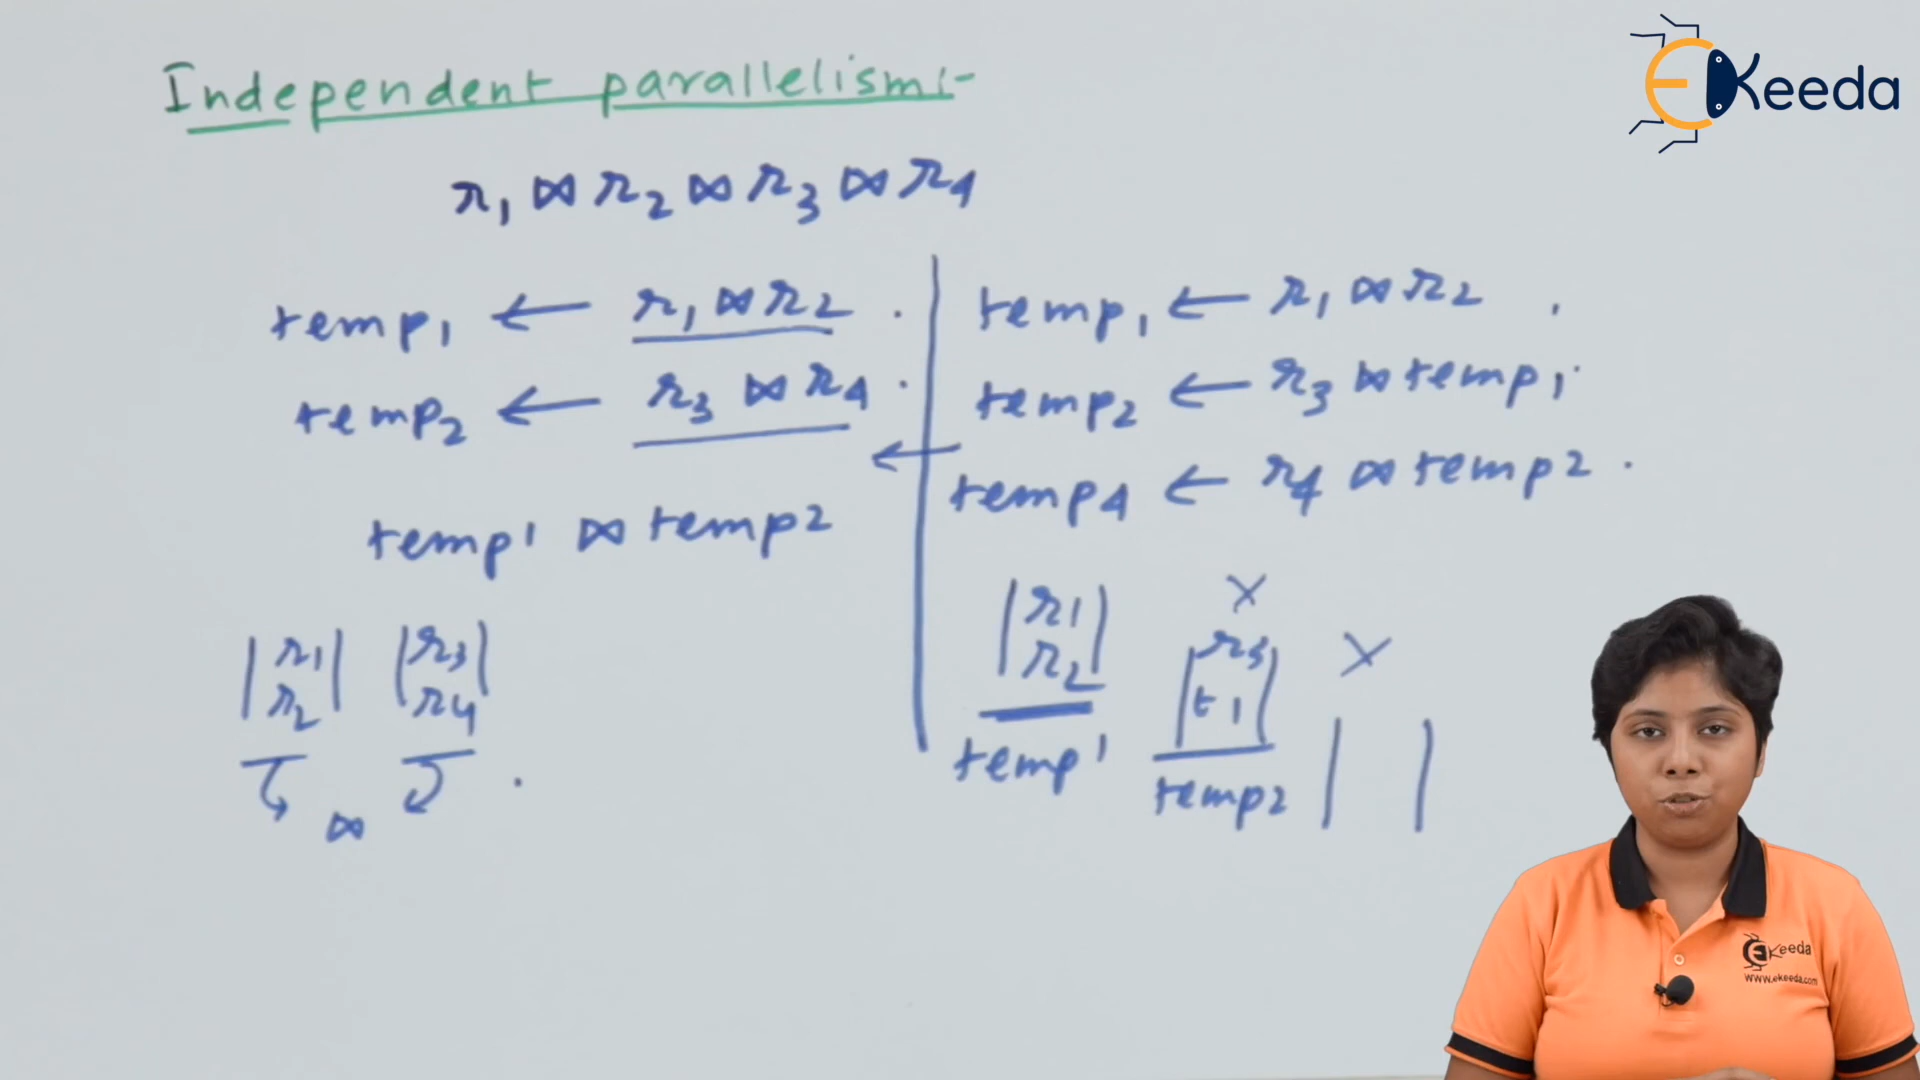 Independent parallelism:-
EKeeda
r1 ⋈ r2 ⋈ r3 ⋈ r4
temp1 ← r1 ⋈ r2 .
temp2 ← r3 ⋈ r4 .
temp1 ⋈ temp2
r1 r3
r2 r4
⋈
temp1 ← r1 ⋈ r2 .
temp2 ← r3 ⋈ temp1 .
temp4 ← r4 ⋈ temp2 .
r1
r2
temp1
×
r3
t1
temp2
×
EKeeda
www.ekeeda.com